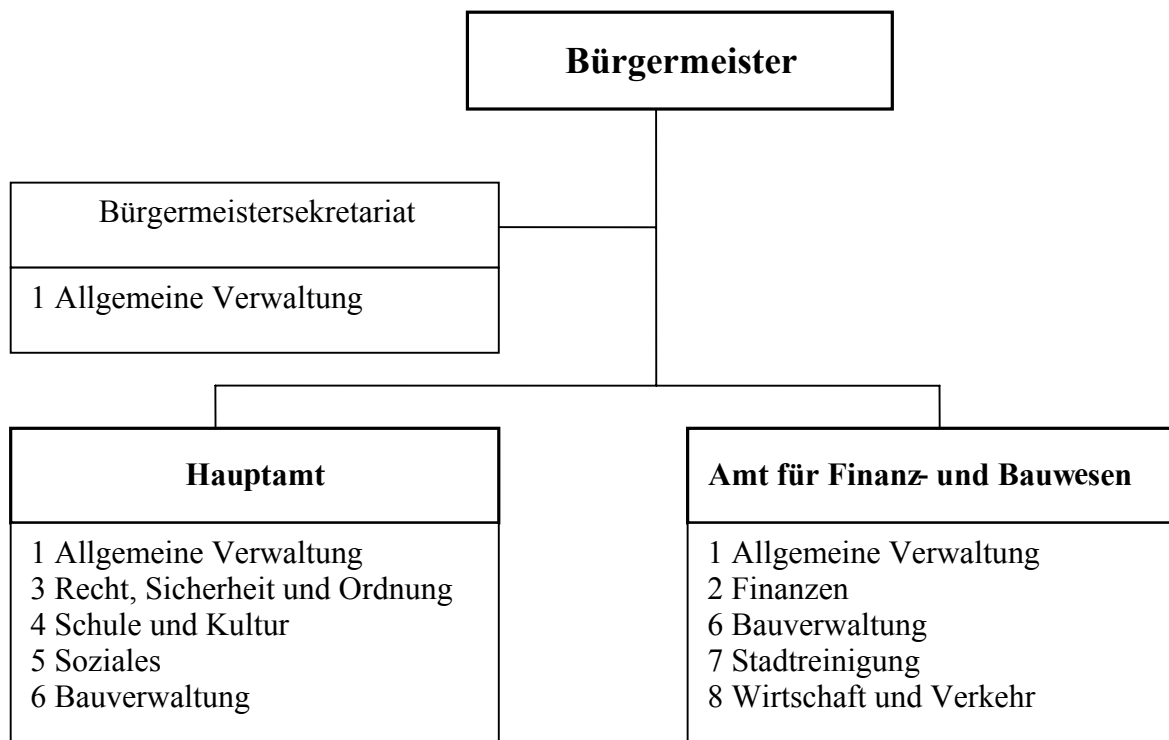 Bürgermeister
Bürgermeistersekretariat
1 Allgemeine Verwaltung
Hauptamt
1 Allgemeine Verwaltung
3 Recht, Sicherheit und Ordnung
4 Schule und Kultur
5 Soziales
6 Bauverwaltung
Amt für Finanz- und Bauwesen
1 Allgemeine Verwaltung
2 Finanzen
6 Bauverwaltung
7 Stadtreinigung
8 Wirtschaft und Verkehr